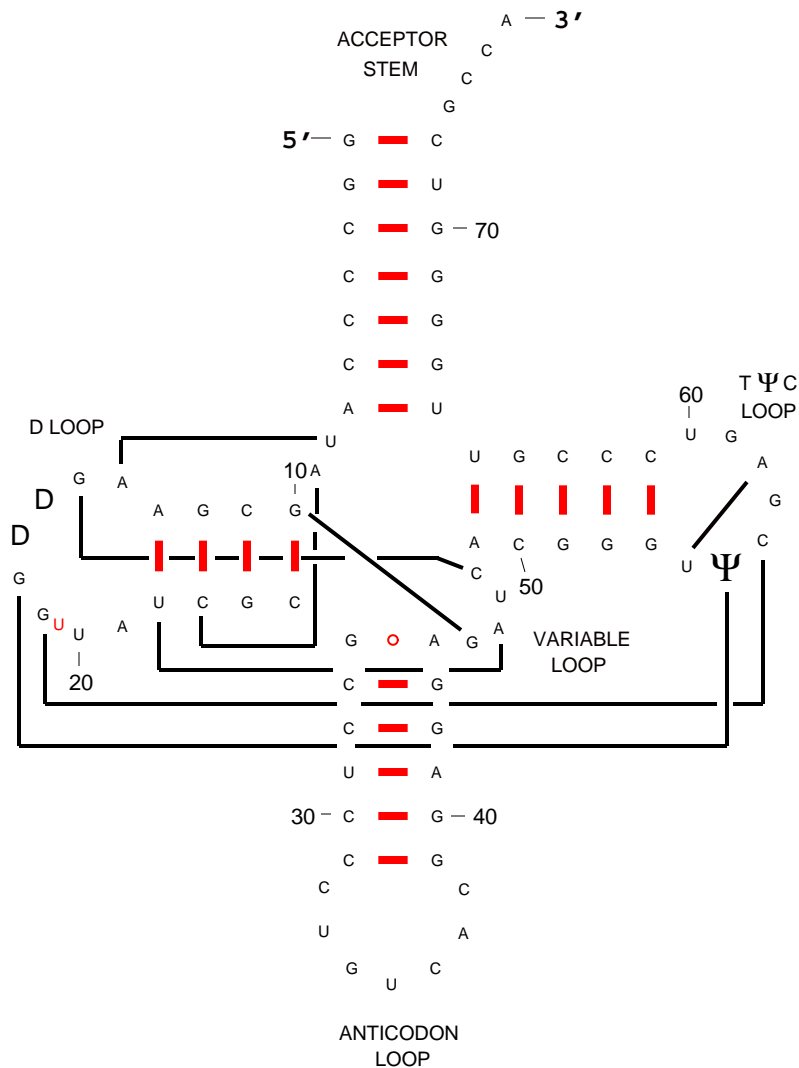 A 3′
ACCEPTOR
STEM
C
C
G
5′ G C
G U
C G 70
C G
C G
C G
A U
60
T Ψ C
LOOP
D LOOP
U
U G
U G C C C
G A
10 A
A
D
A G C G
G
D
A C G G G U
C
Ψ
C
50
G
U C G C
U
G U U A
A
G A G
VARIABLE
LOOP
20
C G
C G
U A
30 C G 40
C G
C C
U A
G C
U
ANTICODON
LOOP